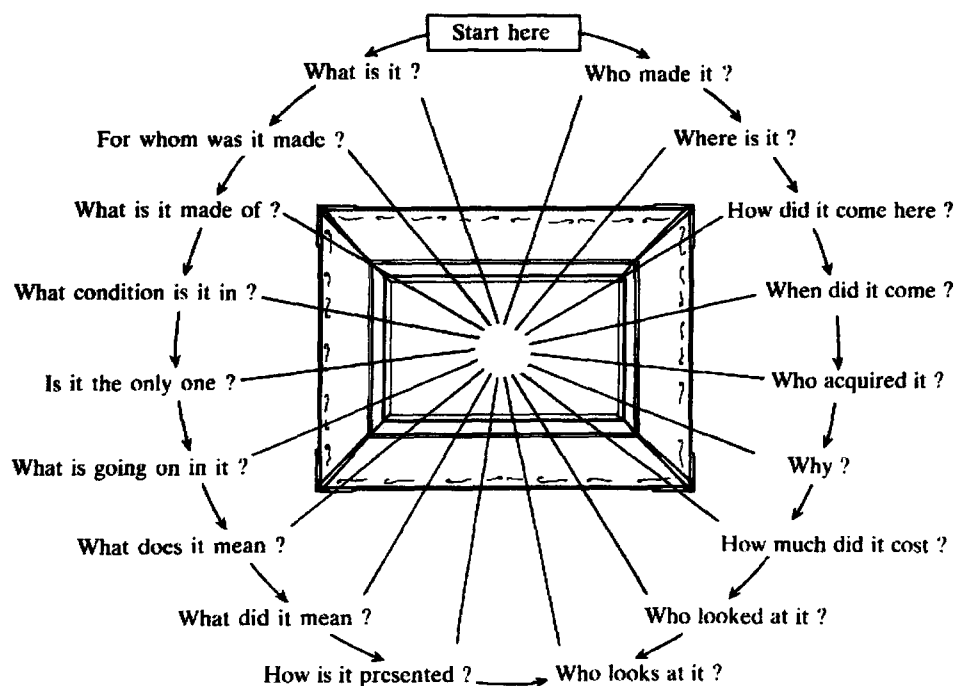 Start here
What is it ?
Who made it ?
For whom was it made ?
Where is it ?
What is it made of ?
How did it come here ?
What condition is it in ?
When did it come ?
Is it the only one ?
Who acquired it ?
What is going on in it ?
Why ?
What does it mean ?
How much did it cost ?
What did it mean ?
Who looked at it ?
How is it presented ?
Who looks at it ?